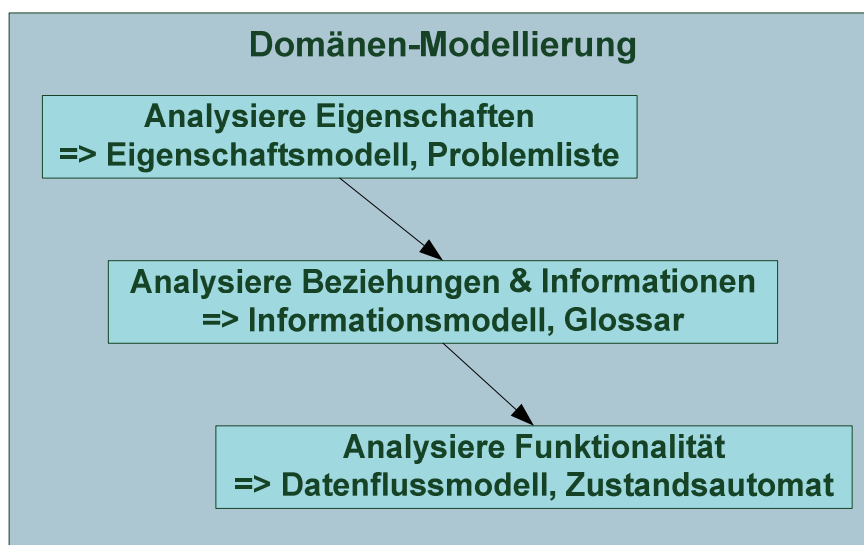 Domänen-Modellierung
Analysiere Eigenschaften
=> Eigenschaftsmodell, Problemliste
Analysiere Beziehungen & Informationen
=> Informationsmodell, Glossar
Analysiere Funktionalität
=> Datenflussmodell, Zustandsautomat